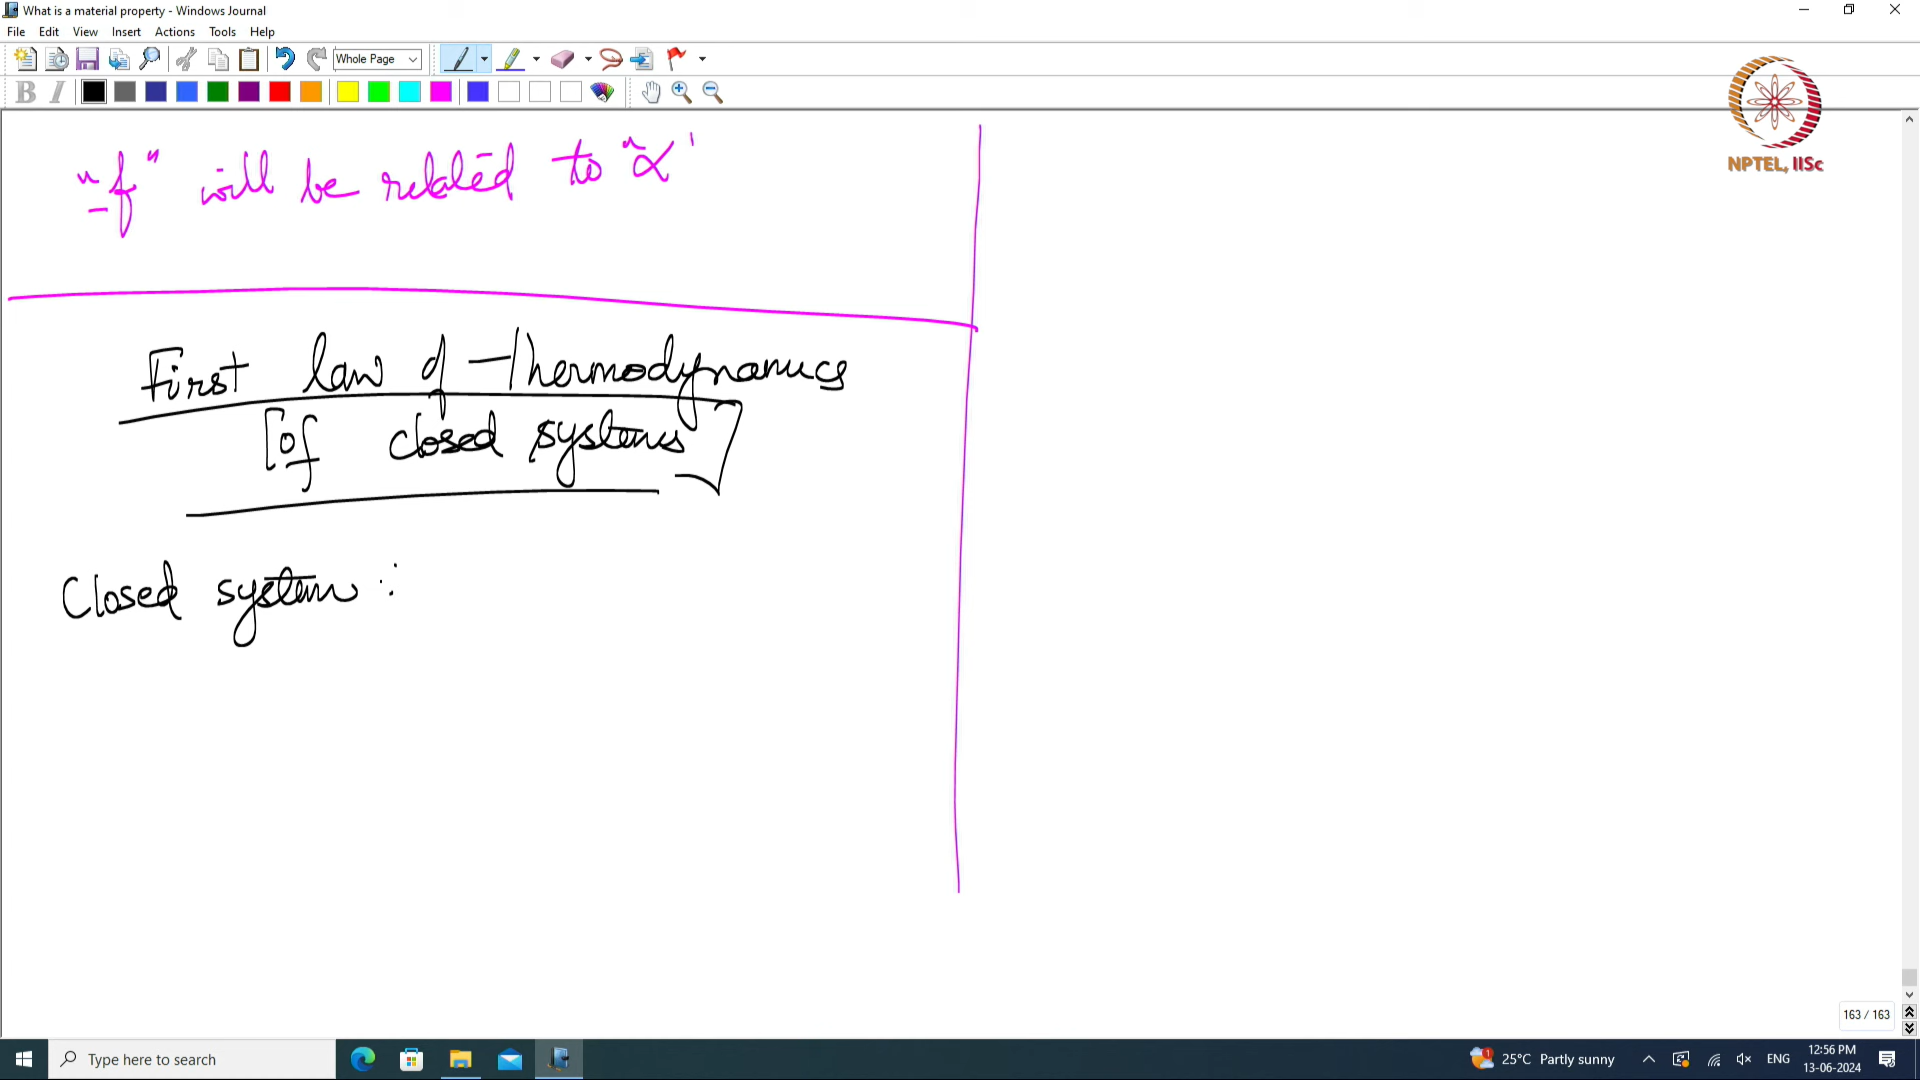 What is a material property - Windows Journal
File Edit View Insert Actions Tools Help
Whole Page
B I
NPTEL, IISc
"f" will be related to "α'
First law of Thermodynamics
[of closed systems]
Closed system :
163 / 163
Type here to search
1
25°C Partly sunny
ENG
12:56 PM
13-06-2024